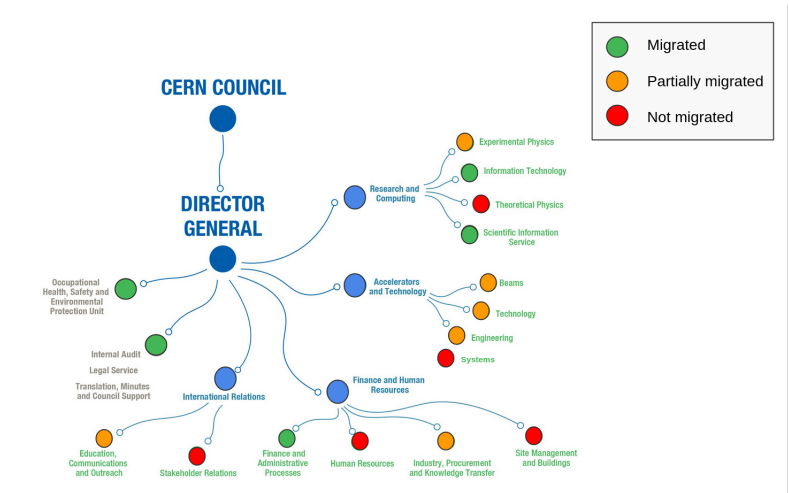 Migrated
Partially migrated
Not migrated
CERN COUNCIL
DIRECTOR
GENERAL
Research and
Computing
Experimental Physics
Information Technology
Theoretical Physics
Scientific Information
Service
Accelerators
and Technology
Beams
Technology
Engineering
Systems
Occupational
Health, Safety and
Environmental
Protection Unit
Internal Audit
Legal Service
Translation, Minutes
and Council Support
International Relations
Finance and Human
Resources
Education,
Communications
and Outreach
Stakeholder Relations
Finance and
Administrative
Processes
Human Resources
Industry, Procurement
and Knowledge Transfer
Site Management
and Buildings